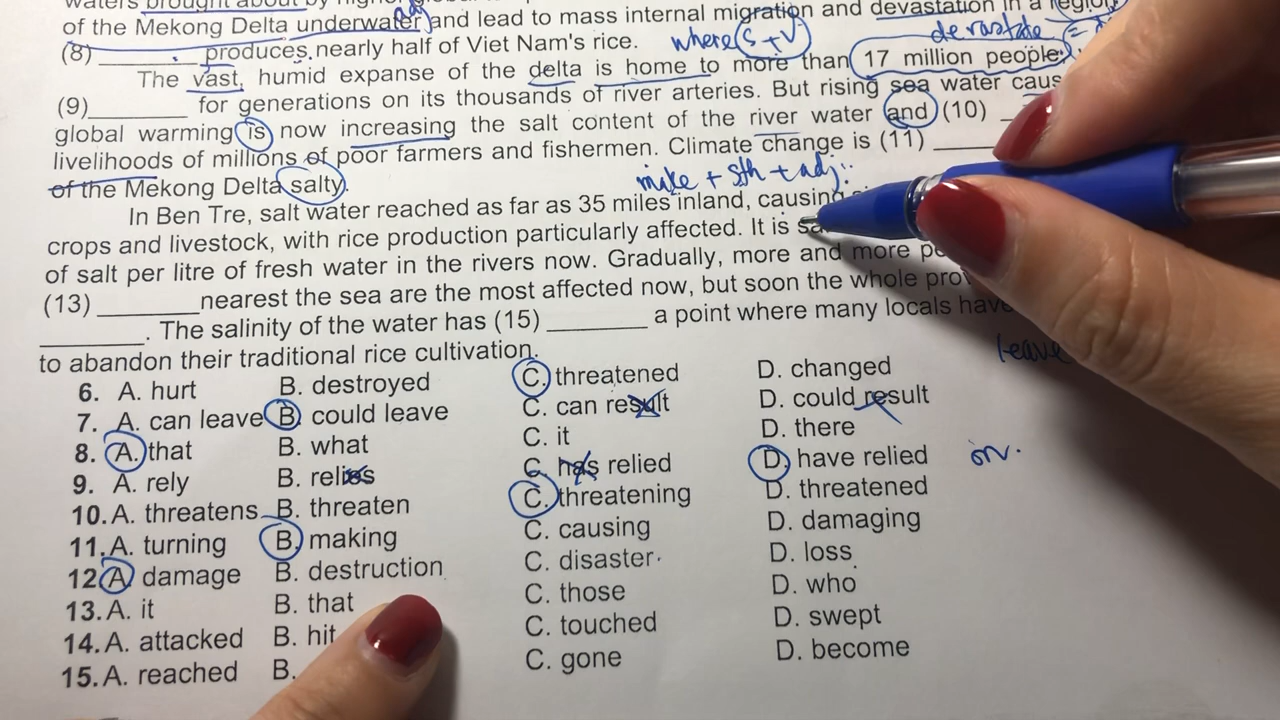 waters brought about by higher global
of the Mekong Delta underwater and lead to mass internal migration and devastation in a region
(8) ________ produces nearly half of Viet Nam's rice. where (S + V) devastate =
The vast, humid expanse of the delta is home to more than 17 million people,
(9)________ for generations on its thousands of river arteries. But rising sea water caus
global warming is now increasing the salt content of the river water and (10)
livelihoods of millions of poor farmers and fishermen. Climate change is (11) ____
of the Mekong Delta salty. make + sth + adj
In Ben Tre, salt water reached as far as 35 miles inland, causing
crops and livestock, with rice production particularly affected. It is
of salt per litre of fresh water in the rivers now. Gradually, more and more
(13) ________ nearest the sea are the most affected now, but soon the whole
________. The salinity of the water has (15) ________ a point where many locals have
to abandon their traditional rice cultivation. leave
6. A. hurt B. destroyed C. threatened D. changed
7. A. can leave B. could leave C. can result D. could result
8. A. that B. what C. it D. there
9. A. rely B. relies C. has relied D. have relied on.
10. A. threatens B. threaten C. threatening D. threatened
11. A. turning B. making C. causing D. damaging
12 A. damage B. destruction C. disaster D. loss
13. A. it B. that C. those D. who
14. A. attacked B. hit C. touched D. swept
15. A. reached B. C. gone D. become